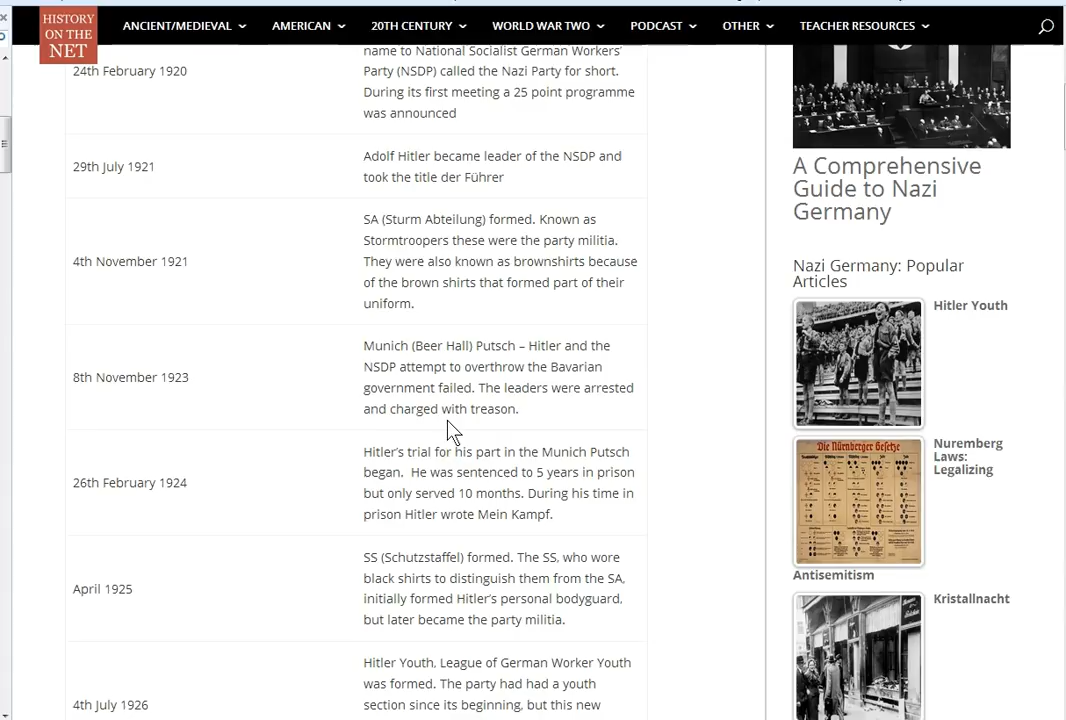 HISTORY
ON THE
NET
ANCIENT/MEDIEVAL
AMERICAN
20TH CENTURY
WORLD WAR TWO
PODCAST
OTHER
TEACHER RESOURCES
24th February 1920
name to National Socialist German Workers'
Party (NSDP) called the Nazi Party for short.
During its first meeting a 25 point programme
was announced
29th July 1921
Adolf Hitler became leader of the NSDP and
took the title der Führer
4th November 1921
SA (Sturm Abteilung) formed. Known as
Stormtroopers these were the party militia.
They were also known as brownshirts because
of the brown shirts that formed part of their
uniform.
8th November 1923
Munich (Beer Hall) Putsch – Hitler and the
NSDP attempt to overthrow the Bavarian
government failed. The leaders were arrested
and charged with treason.
26th February 1924
Hitler's trial for his part in the Munich Putsch
began.  He was sentenced to 5 years in prison
but only served 10 months. During his time in
prison Hitler wrote Mein Kampf.
April 1925
SS (Schutzstaffel) formed. The SS, who wore
black shirts to distinguish them from the SA,
initially formed Hitler's personal bodyguard,
but later became the party militia.
4th July 1926
Hitler Youth, League of German Worker Youth
was formed. The party had had a youth
section since its beginning, but this new
A Comprehensive
Guide to Nazi
Germany
Nazi Germany: Popular
Articles
Hitler Youth
Die Nürnberger Gesetze
Nuremberg
Laws:
Legalizing
Antisemitism
Kristallnacht